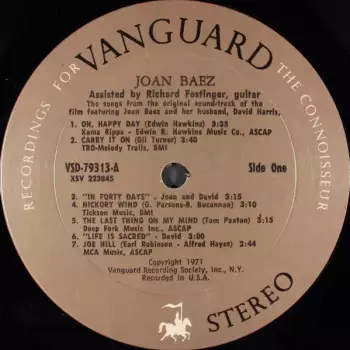 RECORDINGS FOR VANGUARD THE CONNOISSEUR
JOAN BAEZ
Assisted by Richard Festinger, guitar
The songs from the original sound-track of the
film featuring Joan Baez and her husband, David Harris,
1. OH, HAPPY DAY (Edwin Hawkins) 3:35
Kama Rippa - Edwin R. Hawkins Music Co., ASCAP
2. CARRY IT ON (Gil Turner) 3:40
TRO-Melody Trails, BMI
VSD-79313-A
XSV 223845
Side One
3. "IN FORTY DAYS" - Joan and David 3:15
4. HICKORY WIND (G. Parsons-B. Bucannan) 3:10
Tickson Music, BMI
5. THE LAST THING ON MY MIND (Tom Paxton) 3:15
Deep Fork Music Inc., ASCAP
6. "LIFE IS SACRED" - David 3:00
7. JOE HILL (Earl Robinson - Alfred Hayes) 2:44
MCA Music, ASCAP
Copyright 1971
Vanguard Recording Society, Inc., N.Y.
Recorded in U.S.A.
STEREO